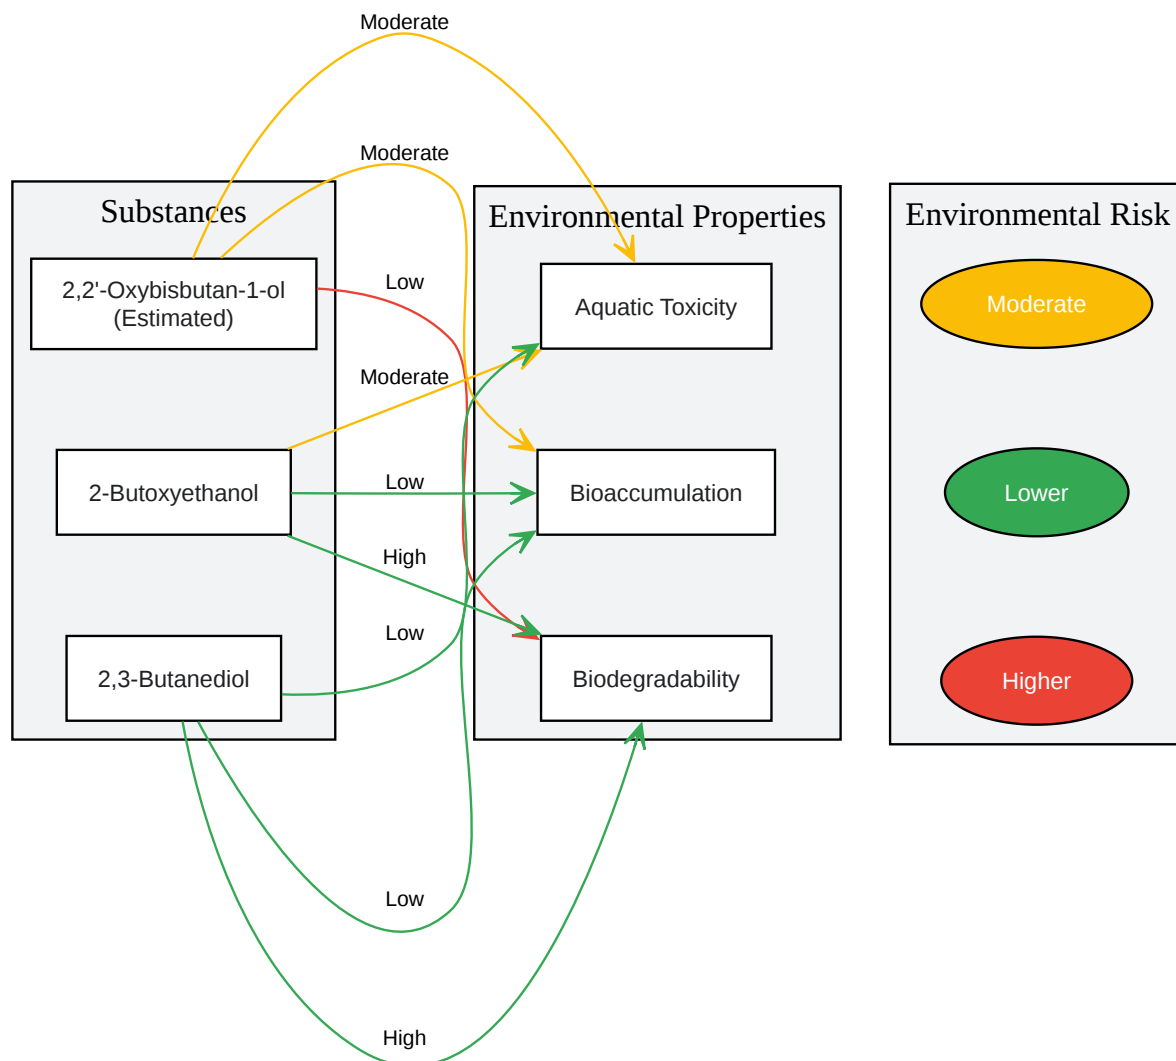 Moderate
Moderate
Substances
Environmental Properties
Environmental Risk
2,2'-Oxybisbutan-1-ol
(Estimated)
Low
Aquatic Toxicity
Moderate
Moderate
2-Butoxyethanol
Low
Bioaccumulation
Lower
High
Low
2,3-Butanediol
Biodegradability
Higher
Low
High